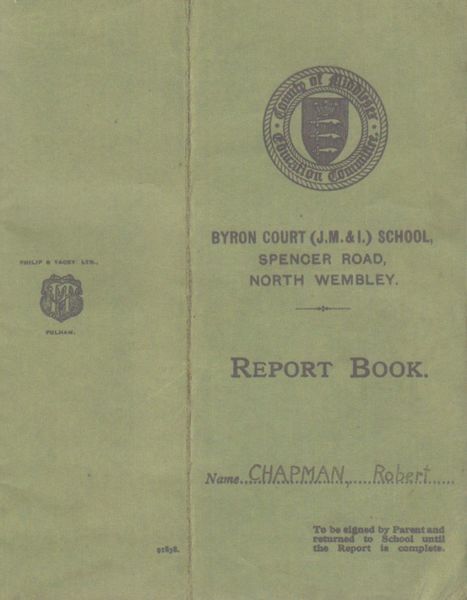 County of Middlesex
Education Committee.
BYRON COURT (J.M. & I.) SCHOOL,
SPENCER ROAD,
NORTH WEMBLEY.
REPORT BOOK.
Name CHAPMAN, Robert
To be signed by Parent and
returned to School until
the Report is complete.
PHILIP & TACEY LTD.,
FULHAM.
91838.